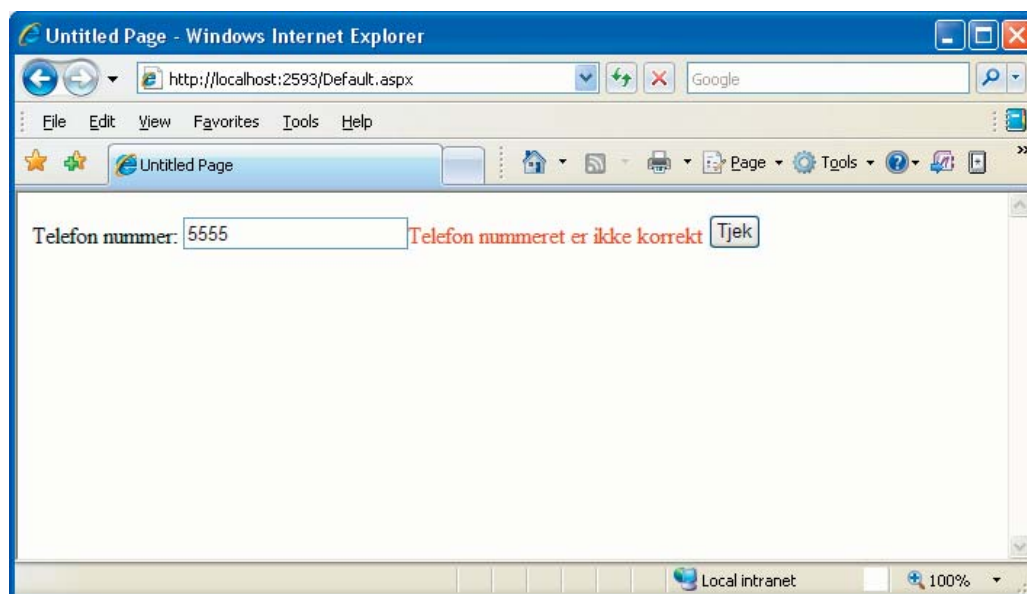 Untitled Page - Windows Internet Explorer
http://localhost:2593/Default.aspx
Google
File Edit View Favorites Tools Help
Untitled Page
Page Tools
Telefon nummer: 5555 Telefon nummeret er ikke korrekt Tjek
Local intranet 100%